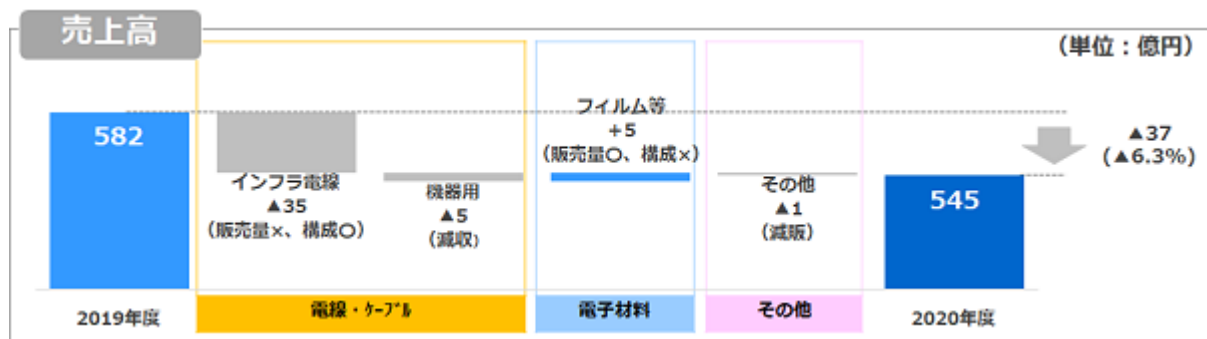 売上高
(単位：億円)
582
インフラ電線
▲35
(販売量×、構成○)
機器用
▲5
(減収)
フィルム等
+5
(販売量○、構成×)
その他
▲1
(減販)
545
▲37
(▲6.3%)
2019年度
電線・ｹｰﾌﾞﾙ
電子材料
その他
2020年度